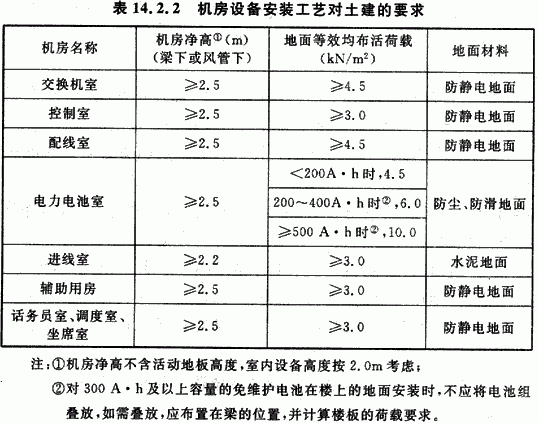 表 14.2.2 机房设备安装工艺对土建的要求
机房名称 机房净高①(m) (梁下或风管下) 地面等效均布活荷载 (kN/m²) 地面材料
交换机室 ≥2.5 ≥4.5 防静电地面
控制室 ≥2.5 ≥3.0 防静电地面
配线室 ≥2.5 ≥4.5 防静电地面
电力电池室 ≥2.5 <200A·h时,4.5 防尘、防滑地面
200~400A·h时②,6.0
≥500 A·h时②,10.0
进线室 ≥2.2 ≥3.0 水泥地面
辅助用房 ≥2.5 ≥3.0 防静电地面
话务员室、调度室、坐席室 ≥2.5 ≥3.0 防静电地面
注:①机房净高不含活动地板高度,室内设备高度按 2.0m 考虑;
②对 300 A·h 及以上容量的免维护电池在楼上的地面安装时,不应将电池组
叠放,如需叠放,应布置在梁的位置,并计算楼板的荷载要求。